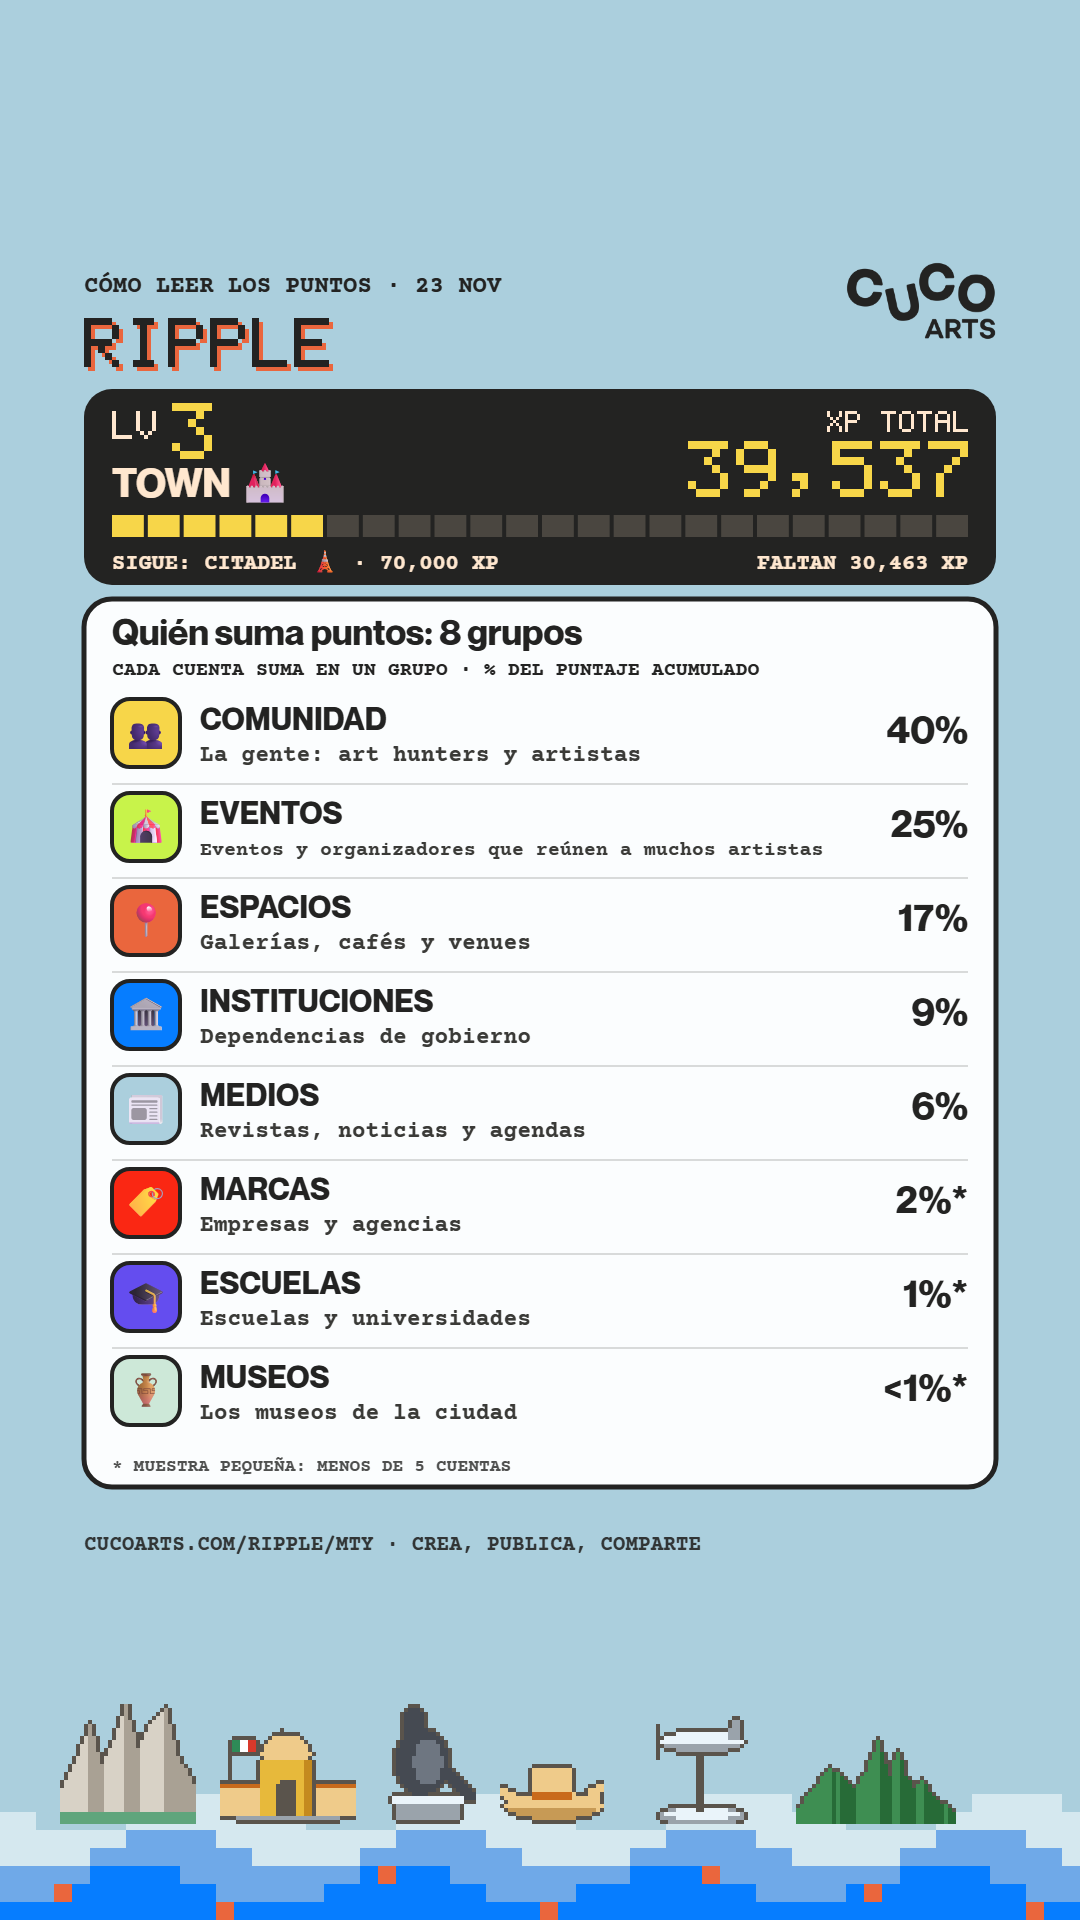 CÓMO LEER LOS PUNTOS · 23 NOV
CUCO
ARTS
RIPPLE
LV 3
XP TOTAL
TOWN
39,537
SIGUE: CITADEL · 70,000 XP
FALTAN 30,463 XP
Quién suma puntos: 8 grupos
CADA CUENTA SUMA EN UN GRUPO · % DEL PUNTAJE ACUMULADO
COMUNIDAD
La gente: art hunters y artistas
40%
EVENTOS
Eventos y organizadores que reúnen a muchos artistas
25%
ESPACIOS
Galerías, cafés y venues
17%
INSTITUCIONES
Dependencias de gobierno
9%
MEDIOS
Revistas, noticias y agendas
6%
MARCAS
Empresas y agencias
2%*
ESCUELAS
Escuelas y universidades
1%*
MUSEOS
Los museos de la ciudad
<1%*
* MUESTRA PEQUEÑA: MENOS DE 5 CUENTAS
CUCOARTS.COM/RIPPLE/MTY · CREA, PUBLICA, COMPARTE